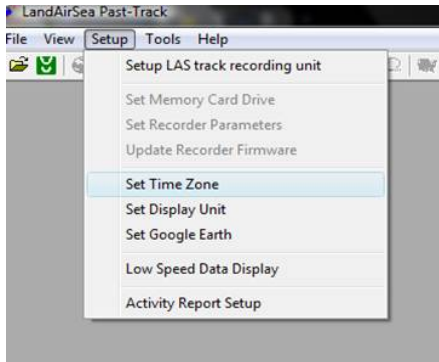 LandAirSea Past-Track
File View Setup Tools Help
Setup LAS track recording unit
Set Memory Card Drive
Set Recorder Parameters
Update Recorder Firmware
Set Time Zone
Set Display Unit
Set Google Earth
Low Speed Data Display
Activity Report Setup